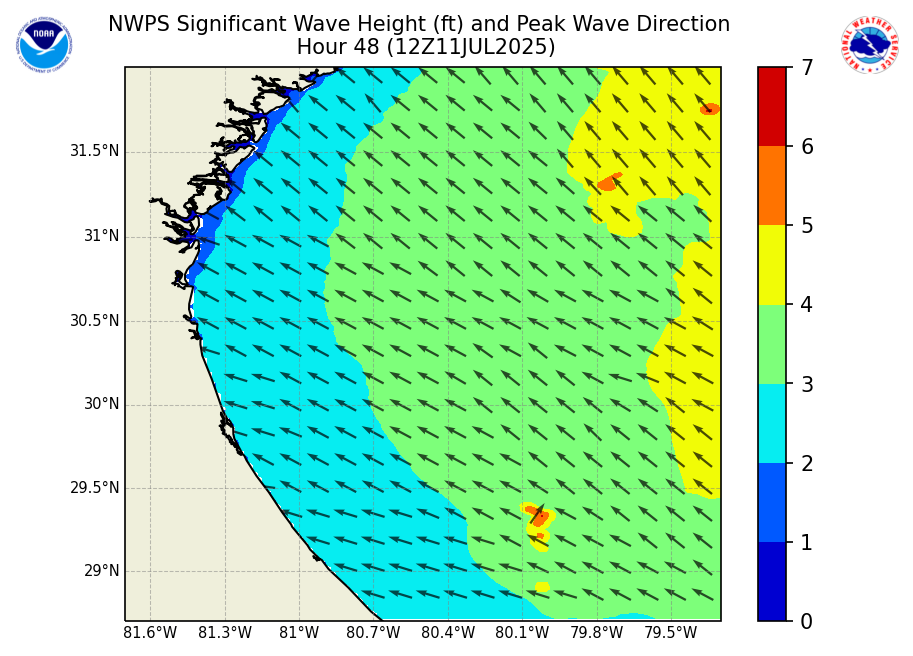 NWPS Significant Wave Height (ft) and Peak Wave Direction
Hour 48 (12Z11JUL2025)
NOAA
31.5°N
31°N
30.5°N
30°N
29.5°N
29°N
81.6°W 81.3°W 81°W 80.7°W 80.4°W 80.1°W 79.8°W 79.5°W
7
6
5
4
3
2
1
0
NATIONAL WEATHER SERVICE